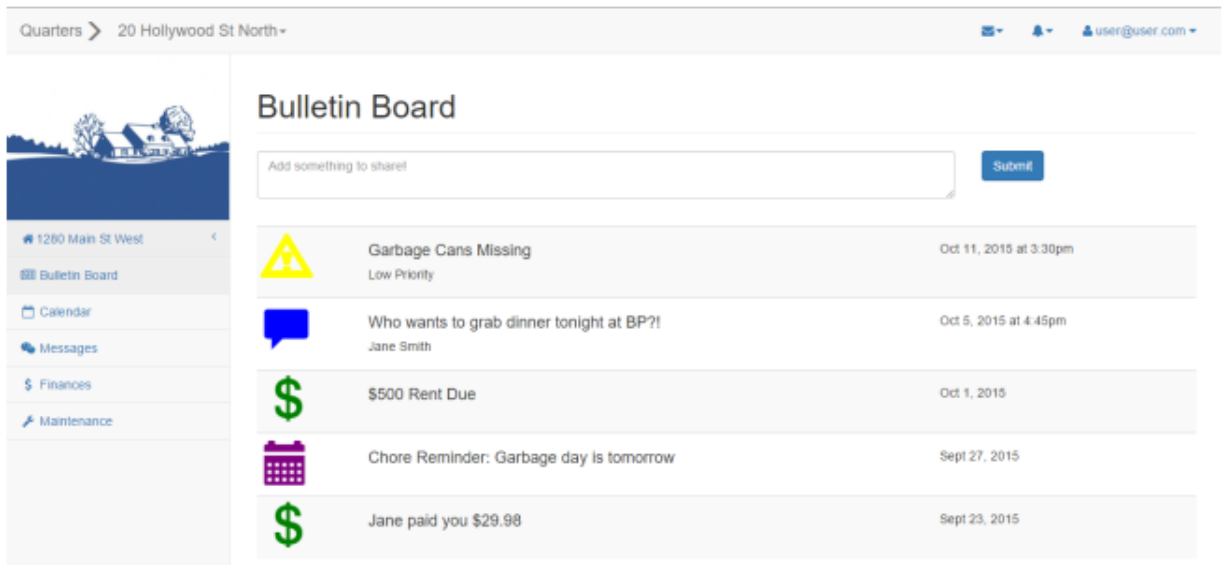 Quarters 20 Hollywood St North
user@user.com
Bulletin Board
Add something to share!
Submit
1280 Main St West
Bulletin Board
Calendar
Messages
$ Finances
Maintenance
Garbage Cans Missing
Oct 11, 2015 at 3:30pm
Low Priority
Who wants to grab dinner tonight at BP?!
Oct 5, 2015 at 4:45pm
Jane Smith
$ $500 Rent Due
Oct 1, 2015
Chore Reminder: Garbage day is tomorrow
Sept 27, 2015
$ Jane paid you $29.98
Sept 23, 2015